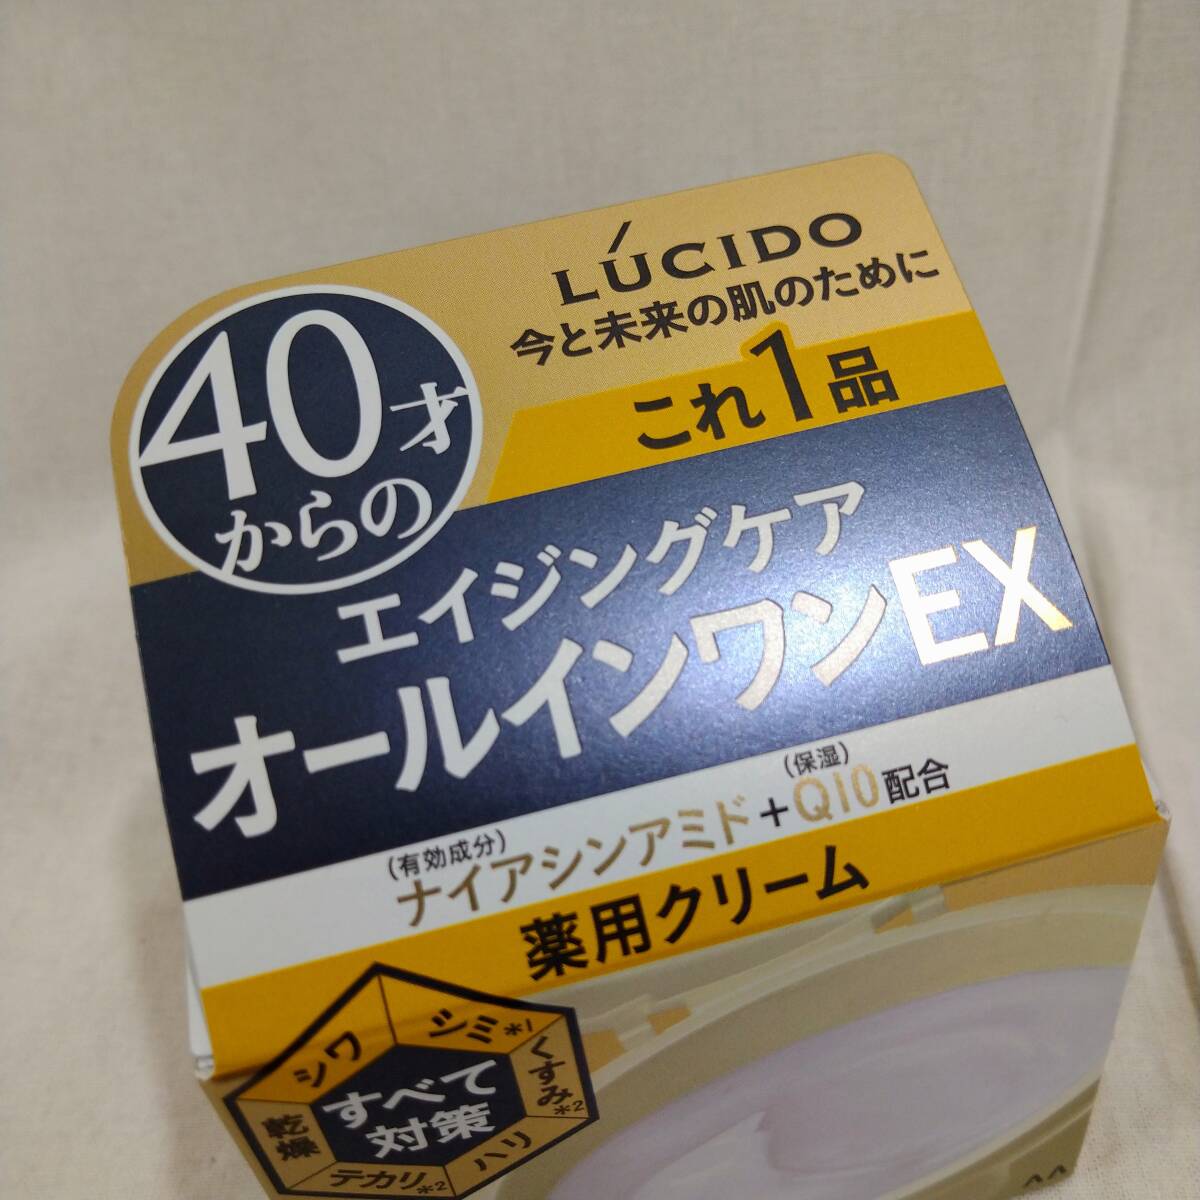 LÚCIDO
今と未来の肌のために
40才
からの
これ1品
エイジングケア
オールインワンEX
(有効成分) (保湿)
ナイアシンアミド+Q10配合
薬用クリーム
シワ
シミ*1
くすみ*2
ハリ
テカリ*2
乾燥
すべて
対策